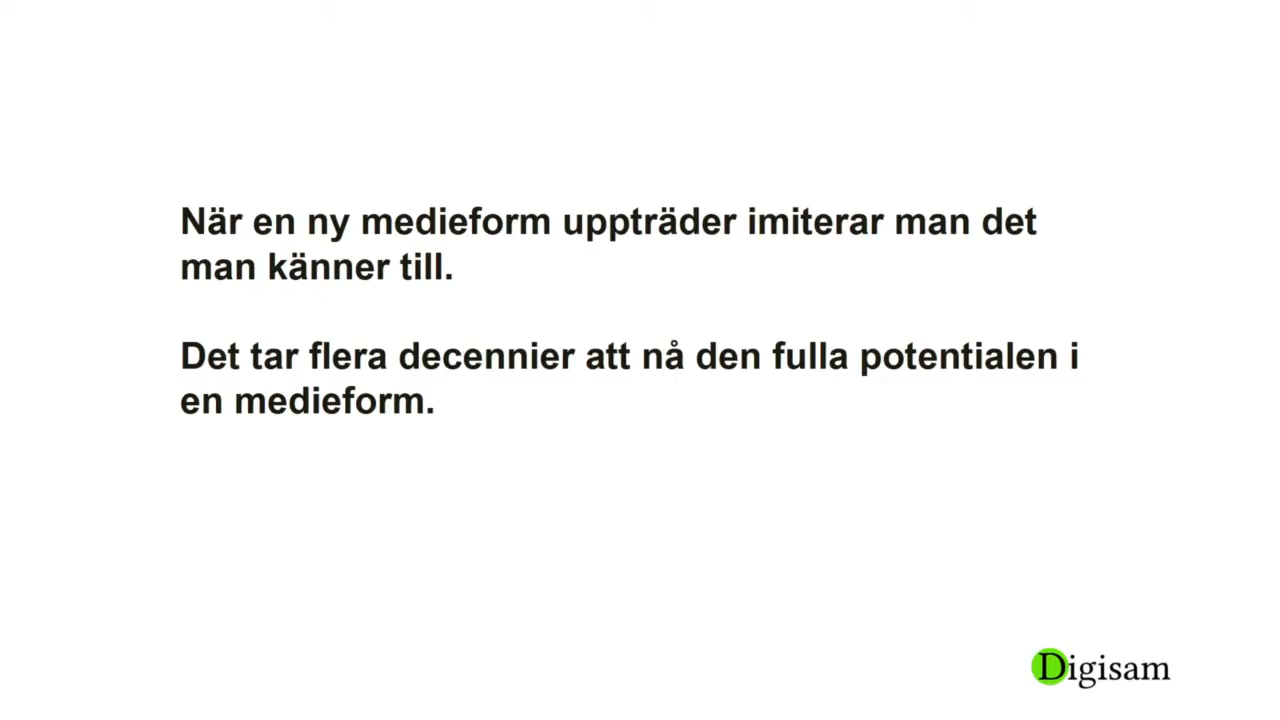 När en ny medieform uppträder imiterar man det
man känner till.
Det tar flera decennier att nå den fulla potentialen i
en medieform.
Digisam